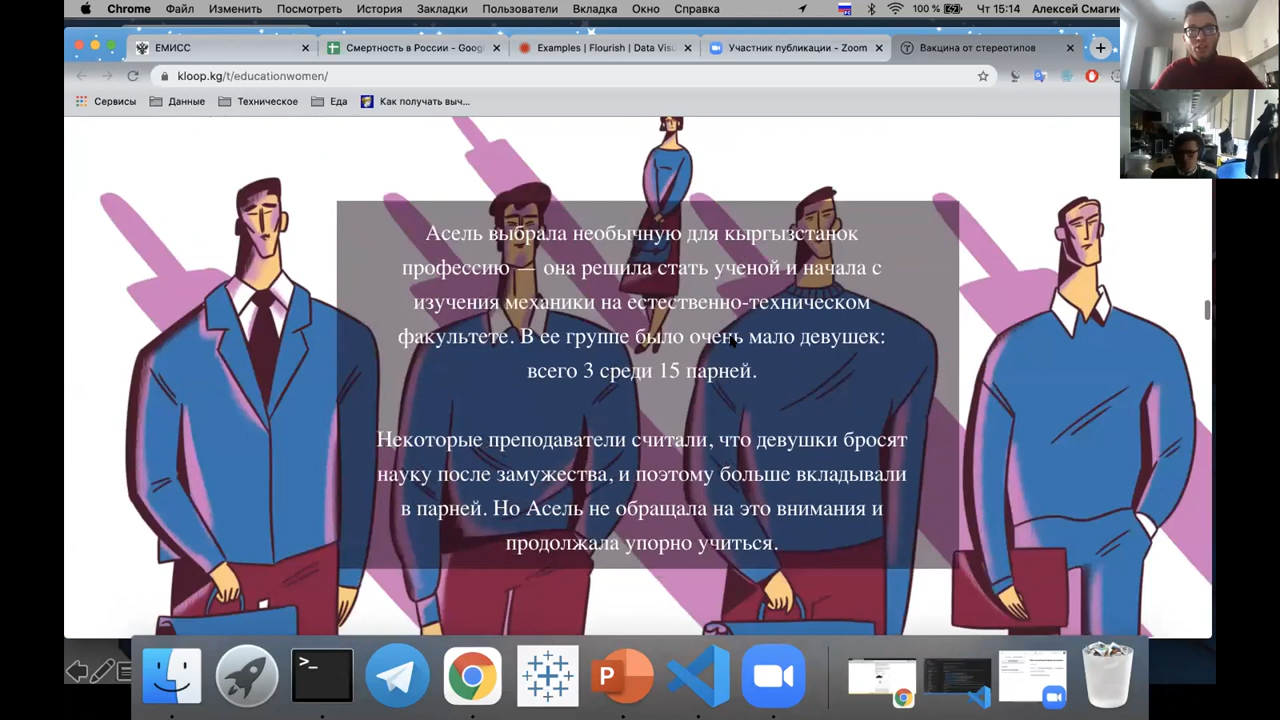 Chrome Файл Изменить Посмотреть История Закладки Пользователи Вкладка Окно Справка 100 % Чт 15:14 Алексей Смагин
ЕМИСС
Смертность в России - Googl
Examples | Flourish | Data Visu
Участник публикации - Zoom
Вакцина от стереотипов
kloop.kg/t/educationwomen/
Сервисы Данные Техническое Еда Как получать выч...
Асель выбрала необычную для кыргызстанок
профессию — она решила стать ученой и начала с
изучения механики на естественно-техническом
факультете. В ее группе было очень мало девушек:
всего 3 среди 15 парней.
Некоторые преподаватели считали, что девушки бросят
науку после замужества, и поэтому больше вкладывали
в парней. Но Асель не обращала на это внимания и
продолжала упорно учиться.
>_
P